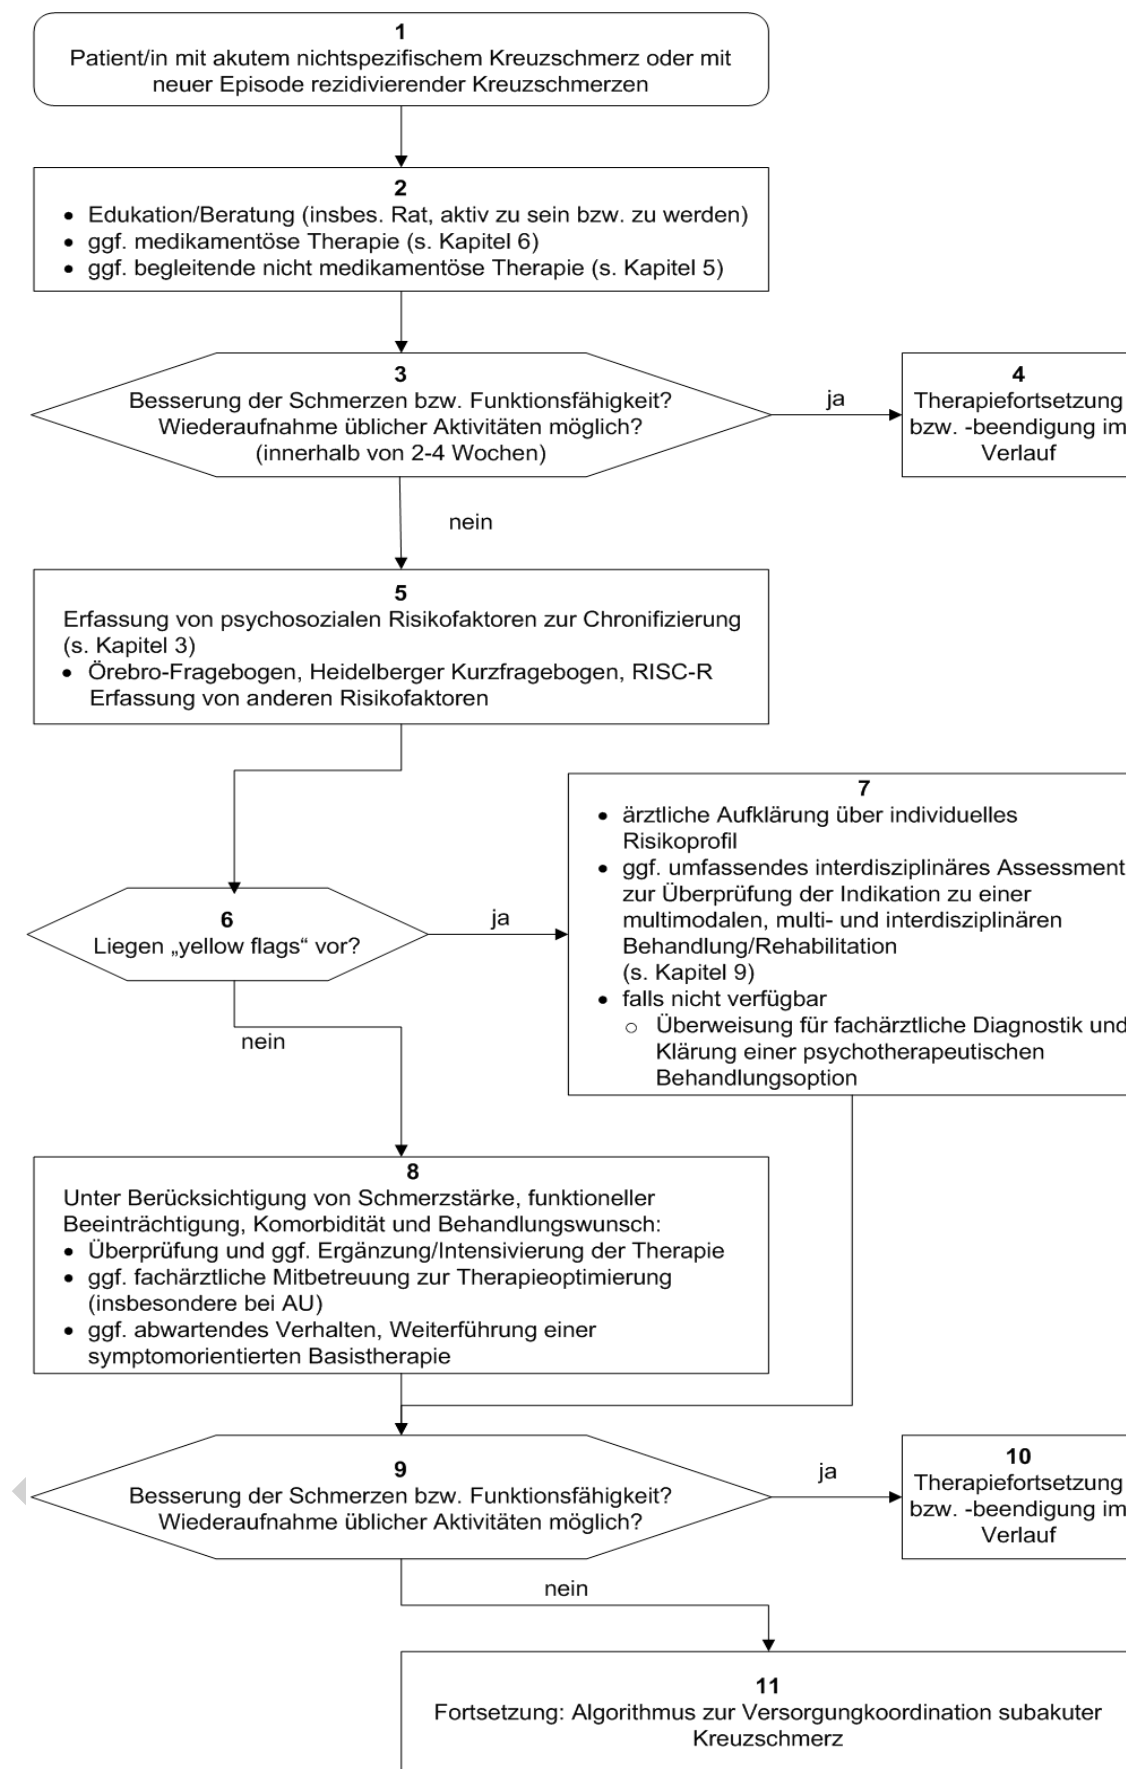 1
Patient/in mit akutem nichtspezifischem Kreuzschmerz oder mit
neuer Episode rezidivierender Kreuzschmerzen
2
• Edukation/Beratung (insbes. Rat, aktiv zu sein bzw. zu werden)
• ggf. medikamentöse Therapie (s. Kapitel 6)
• ggf. begleitende nicht medikamentöse Therapie (s. Kapitel 5)
3
Besserung der Schmerzen bzw. Funktionsfähigkeit?
Wiederaufnahme üblicher Aktivitäten möglich?
(innerhalb von 2-4 Wochen)
ja
4
Therapiefortsetzung
bzw. -beendigung im
Verlauf
nein
5
Erfassung von psychosozialen Risikofaktoren zur Chronifizierung
(s. Kapitel 3)
• Örebro-Fragebogen, Heidelberger Kurzfragebogen, RISC-R
Erfassung von anderen Risikofaktoren
6
Liegen „yellow flags“ vor?
ja
7
• ärztliche Aufklärung über individuelles
Risikoprofil
• ggf. umfassendes interdisziplinäres Assessment
zur Überprüfung der Indikation zu einer
multimodalen, multi- und interdisziplinären
Behandlung/Rehabilitation
(s. Kapitel 9)
• falls nicht verfügbar
o Überweisung für fachärztliche Diagnostik und
Klärung einer psychotherapeutischen
Behandlungsoption
nein
8
Unter Berücksichtigung von Schmerzstärke, funktioneller
Beeinträchtigung, Komorbidität und Behandlungswunsch:
• Überprüfung und ggf. Ergänzung/Intensivierung der Therapie
• ggf. fachärztliche Mitbetreuung zur Therapieoptimierung
(insbesondere bei AU)
• ggf. abwartendes Verhalten, Weiterführung einer
symptomorientierten Basistherapie
9
Besserung der Schmerzen bzw. Funktionsfähigkeit?
Wiederaufnahme üblicher Aktivitäten möglich?
ja
10
Therapiefortsetzung
bzw. -beendigung im
Verlauf
nein
11
Fortsetzung: Algorithmus zur Versorgungkoordination subakuter
Kreuzschmerz